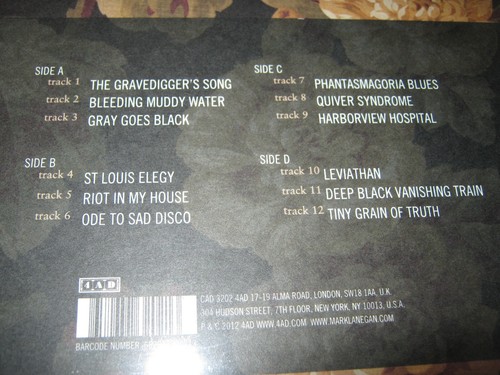 SIDE A
track 1 THE GRAVEDIGGER'S SONG
track 2 BLEEDING MUDDY WATER
track 3 GRAY GOES BLACK
SIDE B
track 4 ST LOUIS ELEGY
track 5 RIOT IN MY HOUSE
track 6 ODE TO SAD DISCO
SIDE C
track 7 PHANTASMAGORIA BLUES
track 8 QUIVER SYNDROME
track 9 HARBORVIEW HOSPITAL
SIDE D
track 10 LEVIATHAN
track 11 DEEP BLACK VANISHING TRAIN
track 12 TINY GRAIN OF TRUTH
4AD
BARCODE NUMBER
CAD 3202 4AD 17-19 ALMA ROAD, LONDON, SW18 1AA, U.K.
304 HUDSON STREET, 7TH FLOOR, NEW YORK, NY 10013, U.S.A.
P & C 2012 4AD WWW.4AD.COM WWW.MARKLANEGAN.COM